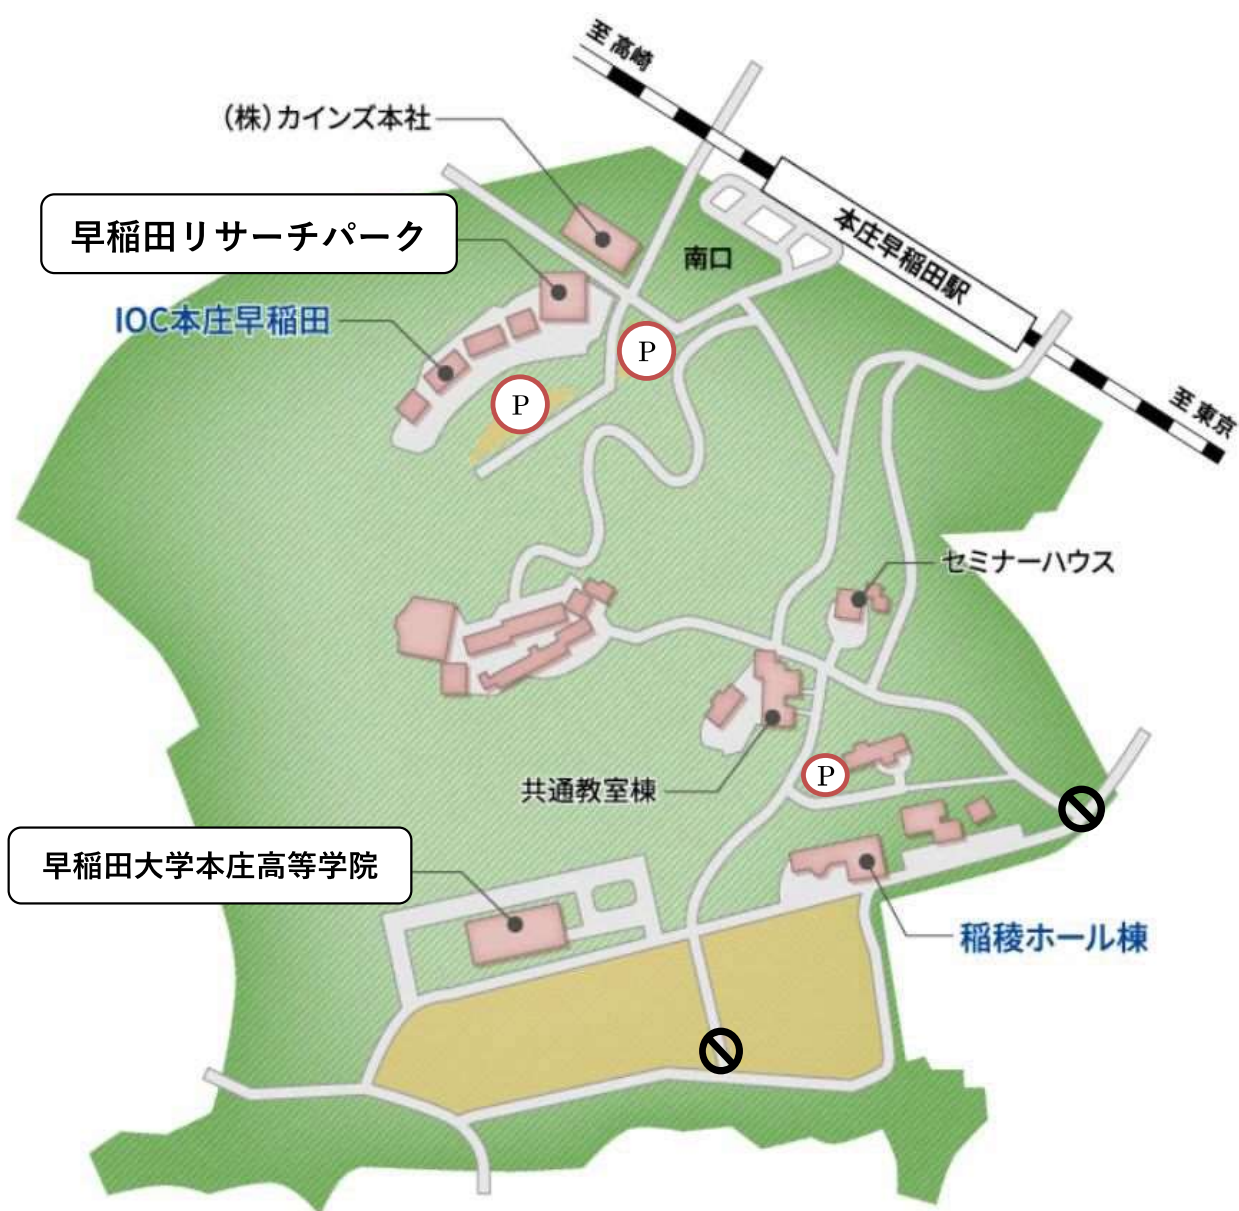 至 高崎
(株)カインズ本社
早稲田リサーチパーク
本庄早稲田駅
南口
IOC本庄早稲田
P
P
至 東京
セミナーハウス
共通教室棟
P
早稲田大学本庄高等学院
稲稜ホール棟